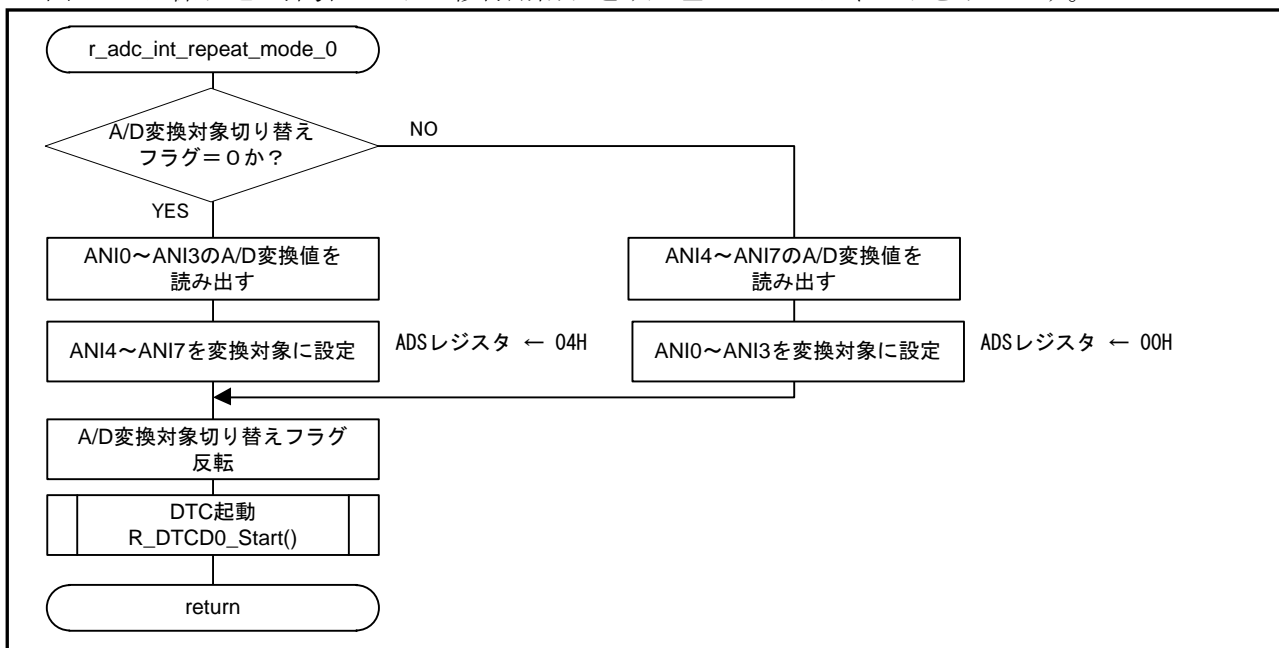 r_adc_int_repeat_mode_0
A/D変換対象切り替え
フラグ＝０か？
NO
YES
ANI0～ANI3のA/D変換値を
読み出す
ANI4～ANI7のA/D変換値を
読み出す
ANI4～ANI7を変換対象に設定
ADSレジスタ ← 04H
ANI0～ANI3を変換対象に設定
ADSレジスタ ← 00H
A/D変換対象切り替えフラグ
反転
DTC起動
R_DTCD0_Start()
return